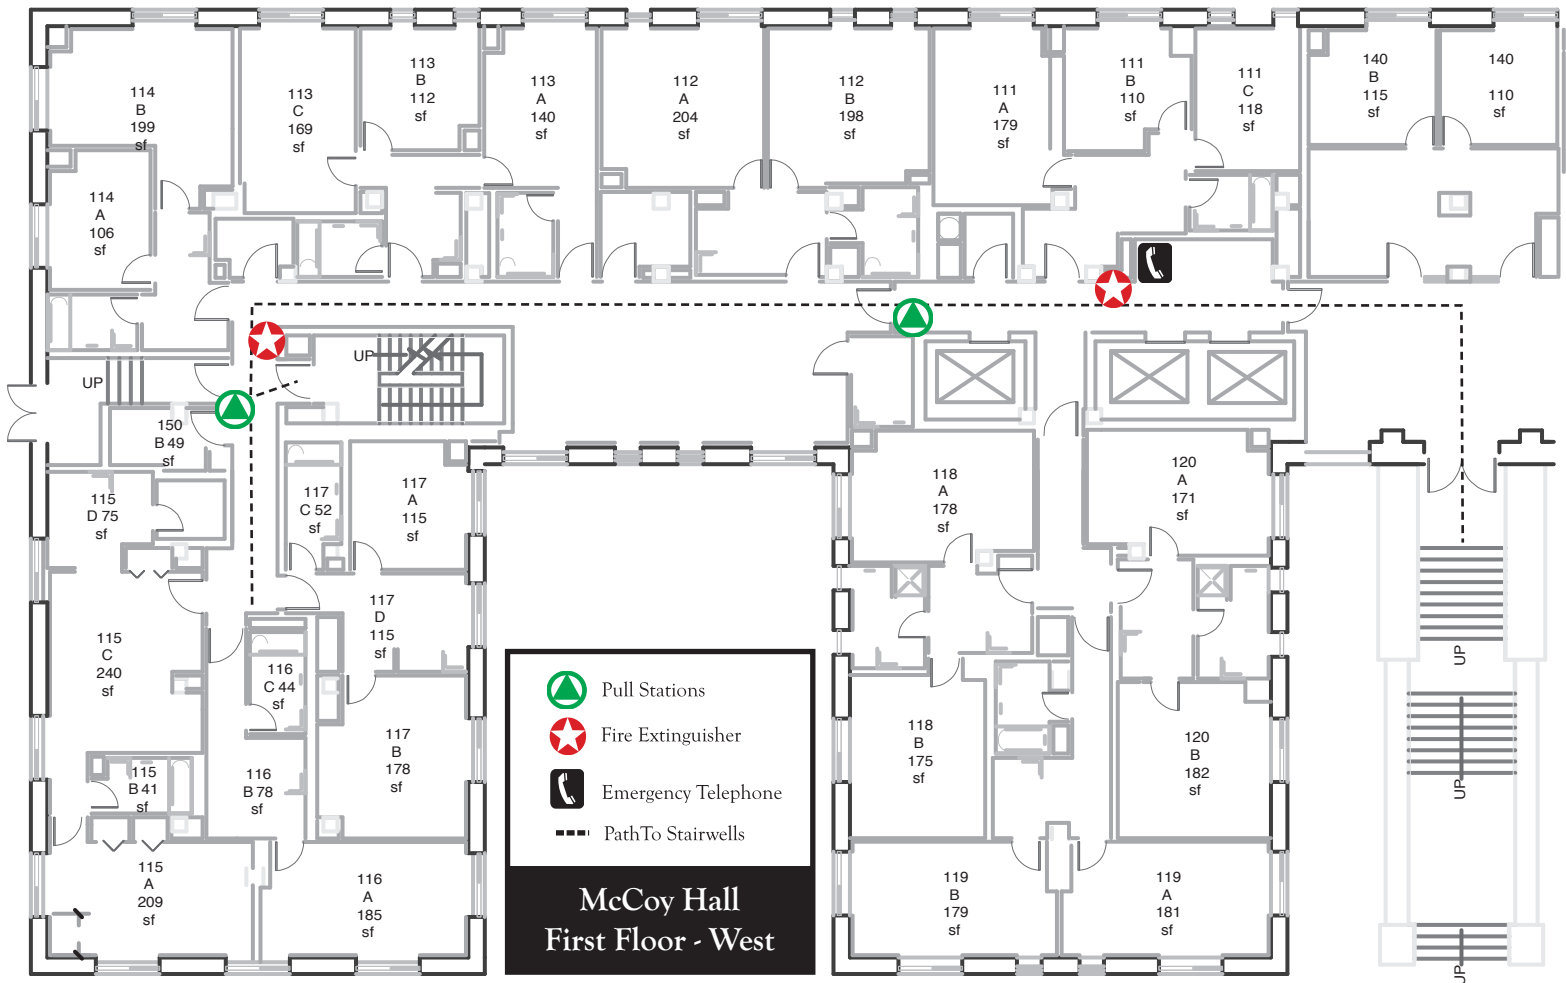 114
B
199
sf
113
C
169
sf
113
B
112
sf
113
A
140
sf
112
A
204
sf
112
B
198
sf
111
A
179
sf
111
B
110
sf
111
C
118
sf
140
B
115
sf
140
110
sf
114
A
106
sf
UP
UP
150
B 49
sf
115
D 75
sf
117
C 52
sf
117
A
115
sf
118
A
178
sf
120
A
171
sf
115
C
240
sf
117
D
115
sf
116
C 44
sf
117
B
178
sf
115
B 41
sf
116
B 78
sf
118
B
175
sf
120
B
182
sf
UP
UP
UP
115
A
209
sf
116
A
185
sf
119
B
179
sf
119
A
181
sf
Pull Stations
Fire Extinguisher
Emergency Telephone
PathTo Stairwells
McCoy Hall
First Floor - West